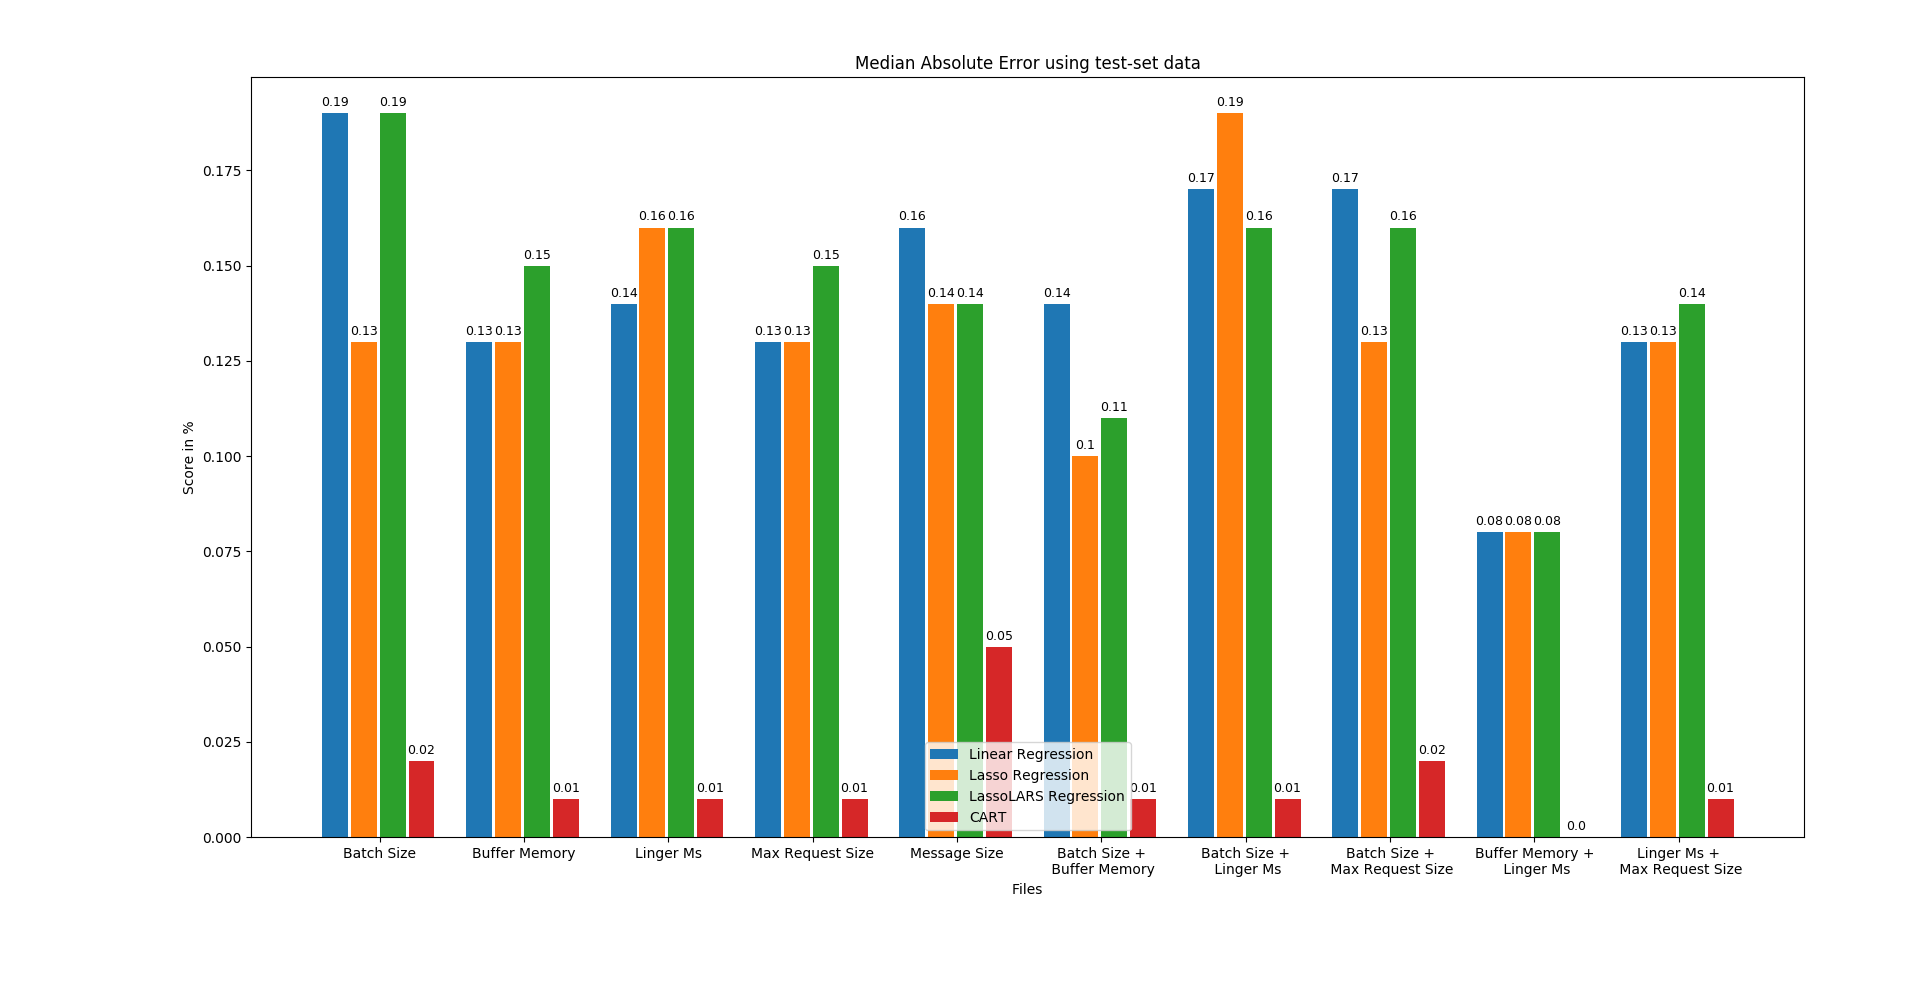 Median Absolute Error using test-set data
Score in %
0.175
0.150
0.125
0.100
0.075
0.050
0.025
0.000
0.19
0.13
0.19
0.02
0.13
0.13
0.15
0.01
0.14
0.16
0.16
0.01
0.13
0.13
0.15
0.01
0.16
0.14
0.14
0.05
0.14
0.1
0.11
0.01
0.17
0.19
0.16
0.01
0.17
0.13
0.16
0.02
0.08
0.08
0.08
0.0
0.13
0.13
0.14
0.01
Linear Regression
Lasso Regression
LassoLARS Regression
CART
Batch Size
Buffer Memory
Linger Ms
Max Request Size
Message Size
Batch Size +
Buffer Memory
Batch Size +
Linger Ms
Batch Size +
Max Request Size
Buffer Memory +
Linger Ms
Linger Ms +
Max Request Size
Files